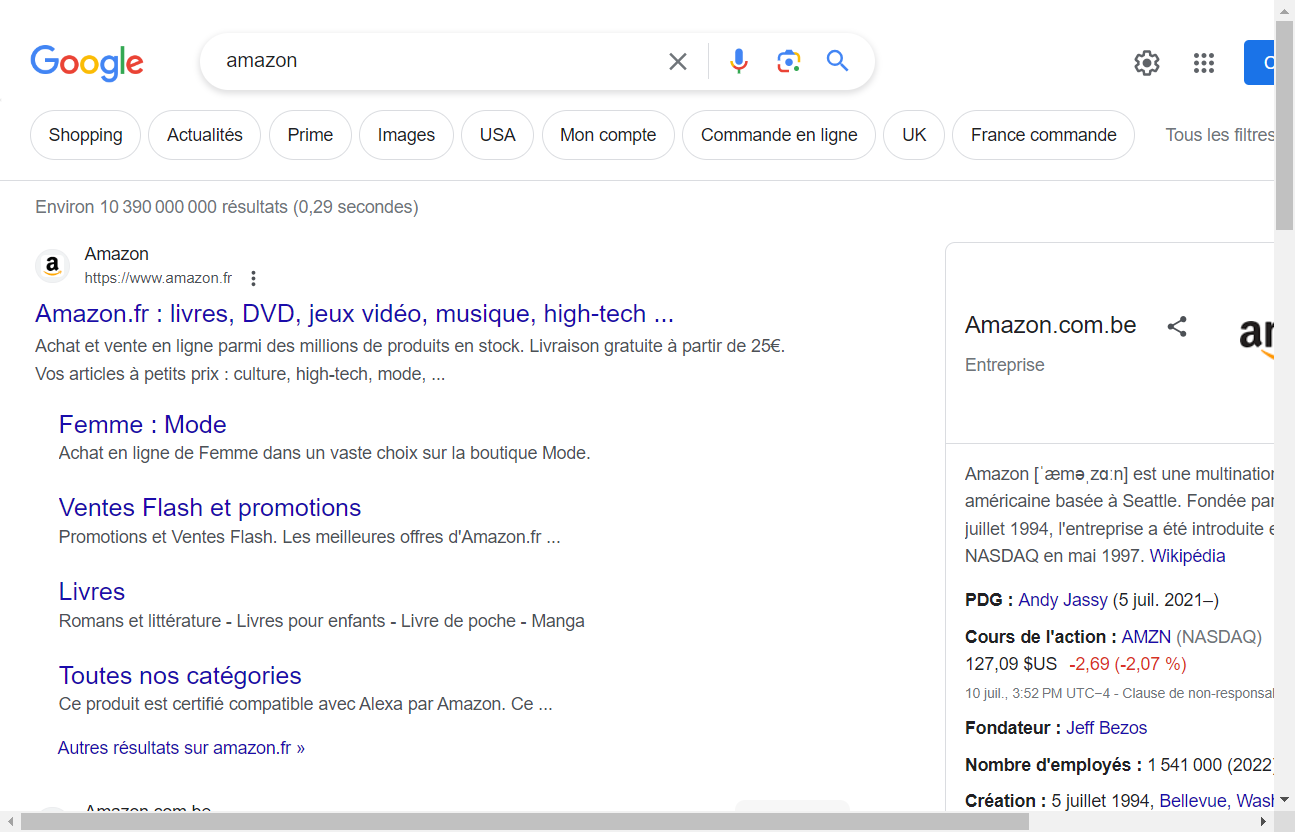 Google
amazon
C
Shopping
Actualités
Prime
Images
USA
Mon compte
Commande en ligne
UK
France commande
Tous les filtres
Environ 10 390 000 000 résultats (0,29 secondes)
a
Amazon
https://www.amazon.fr
Amazon.fr : livres, DVD, jeux vidéo, musique, high-tech ...
Achat et vente en ligne parmi des millions de produits en stock. Livraison gratuite à partir de 25€.
Vos articles à petits prix : culture, high-tech, mode, ...
Femme : Mode
Achat en ligne de Femme dans un vaste choix sur la boutique Mode.
Ventes Flash et promotions
Promotions et Ventes Flash. Les meilleures offres d'Amazon.fr ...
Livres
Romans et littérature - Livres pour enfants - Livre de poche - Manga
Toutes nos catégories
Ce produit est certifié compatible avec Alexa par Amazon. Ce ...
Autres résultats sur amazon.fr »
Amazon.com.be
Amazon.com.be
Entreprise
Amazon [ˈæməˌzɑːn] est une multination
américaine basée à Seattle. Fondée par
juillet 1994, l'entreprise a été introduite
NASDAQ en mai 1997. Wikipédia
PDG : Andy Jassy (5 juil. 2021–)
Cours de l'action : AMZN (NASDAQ)
127,09 $US -2,69 (-2,07 %)
10 juil., 3:52 PM UTC−4 - Clause de non-responsal
Fondateur : Jeff Bezos
Nombre d'employés : 1 541 000 (2022)
Création : 5 juillet 1994, Bellevue, Wash